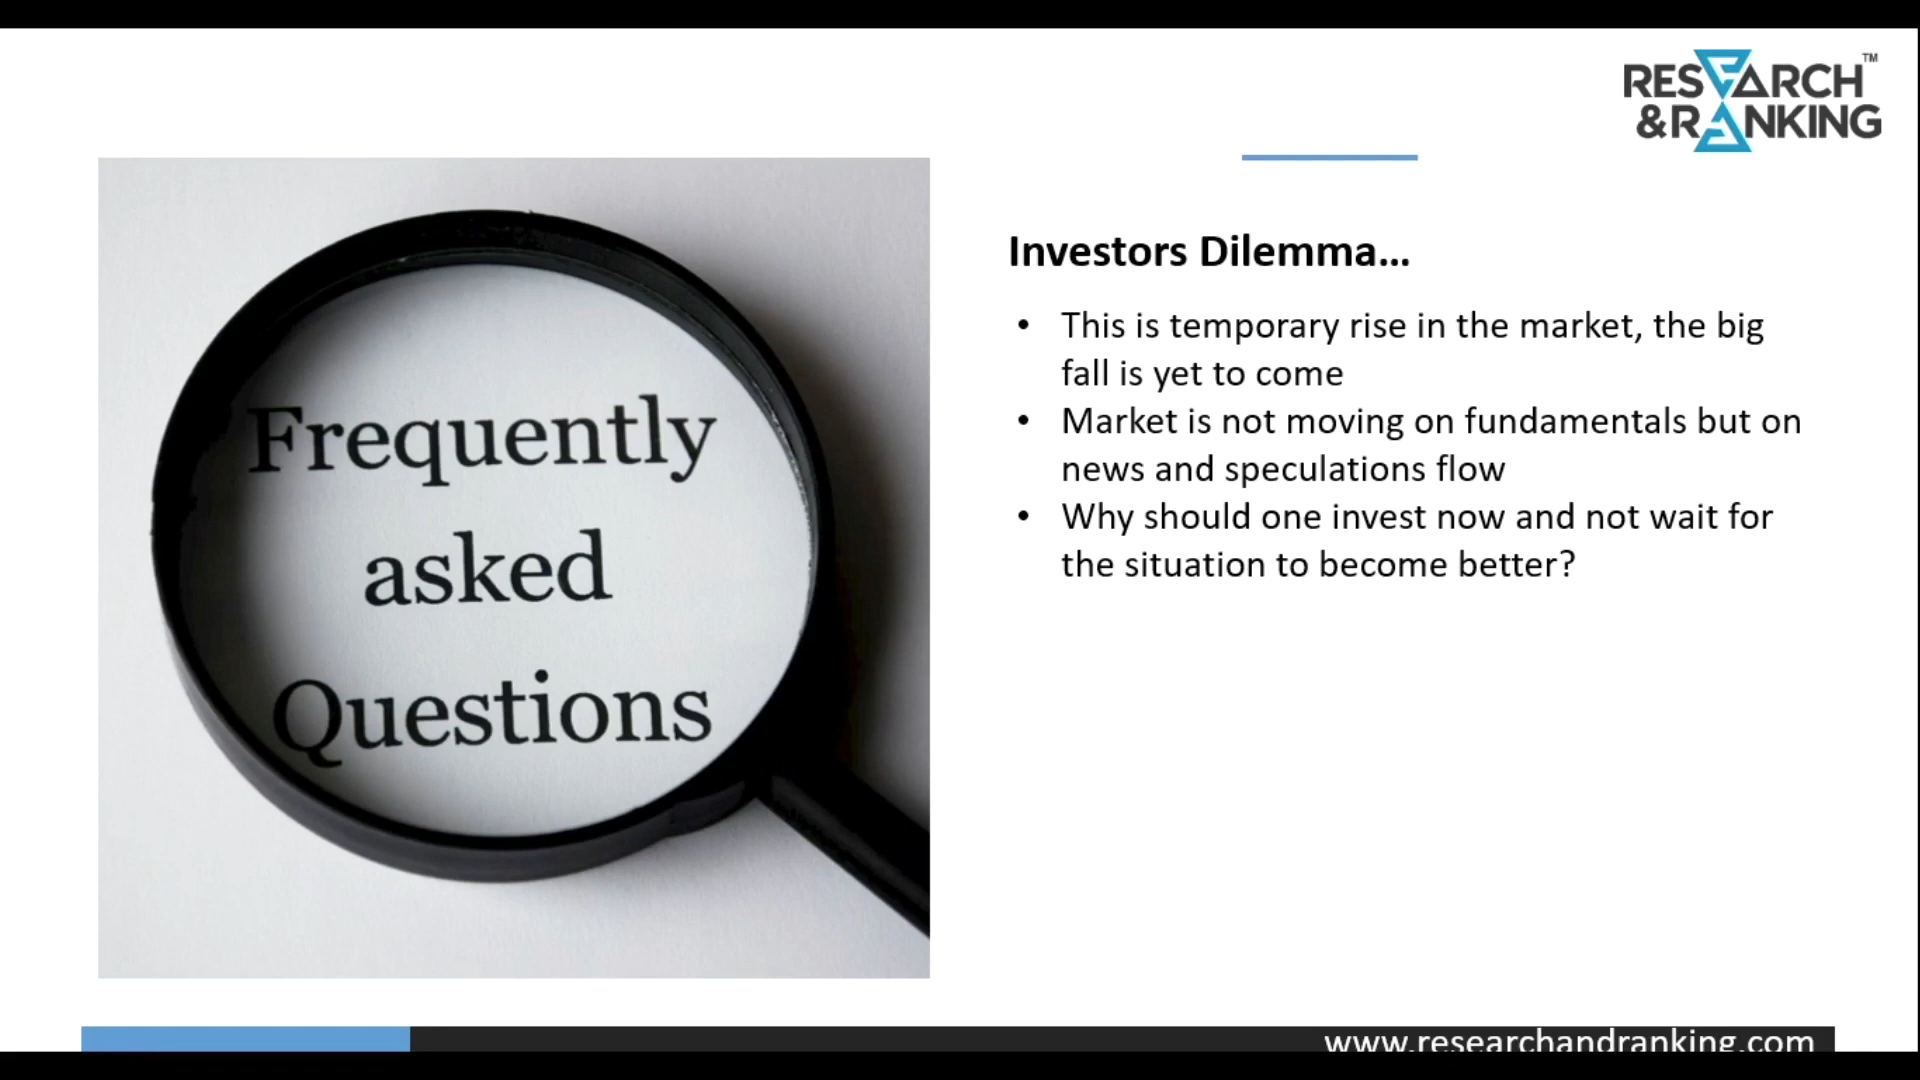 RESEARCH™
&RANKING
Frequently
asked
Questions
Investors Dilemma...
• This is temporary rise in the market, the big
fall is yet to come
• Market is not moving on fundamentals but on
news and speculations flow
• Why should one invest now and not wait for
the situation to become better?
www.researchandranking.com